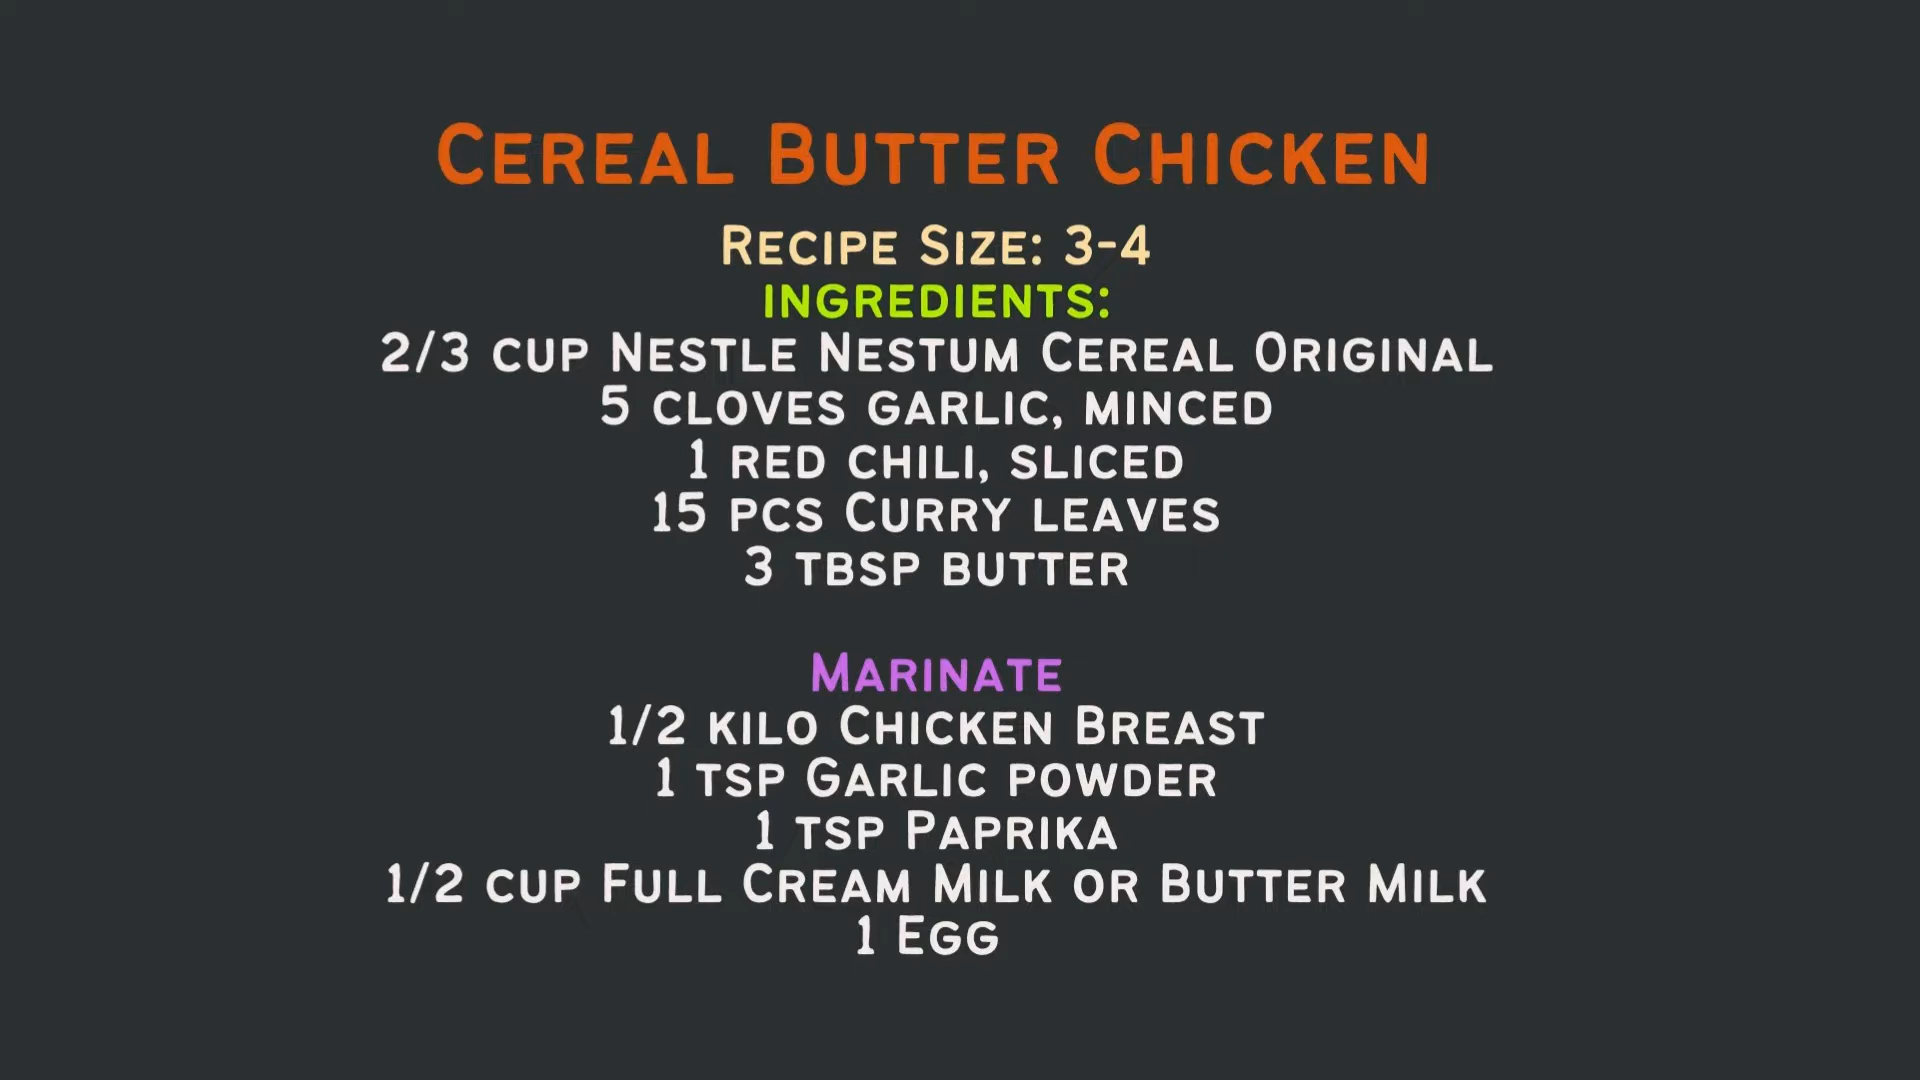 Cereal Butter Chicken
Recipe Size: 3-4
INGREDIENTS:
2/3 cup Nestle Nestum Cereal Original
5 cloves garlic, minced
1 red chili, sliced
15 pcs Curry leaves
3 tbsp butter
Marinate
1/2 kilo Chicken Breast
1 tsp Garlic powder
1 tsp Paprika
1/2 cup Full Cream Milk or Butter Milk
1 Egg